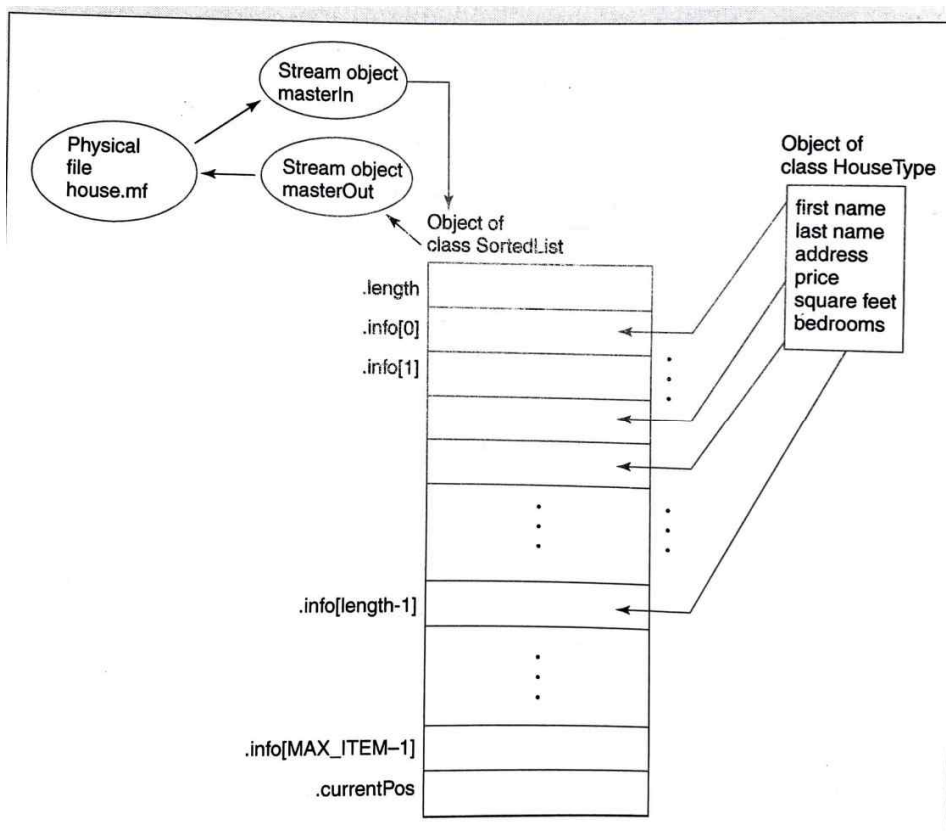 Stream object
masterIn
Physical
file
house.mf
Stream object
masterOut
Object of
class HouseType
first name
last name
address
price
square feet
bedrooms
Object of
class SortedList
.length
.info[0]
.info[1]
.info[length-1]
.info[MAX_ITEM–1]
.currentPos